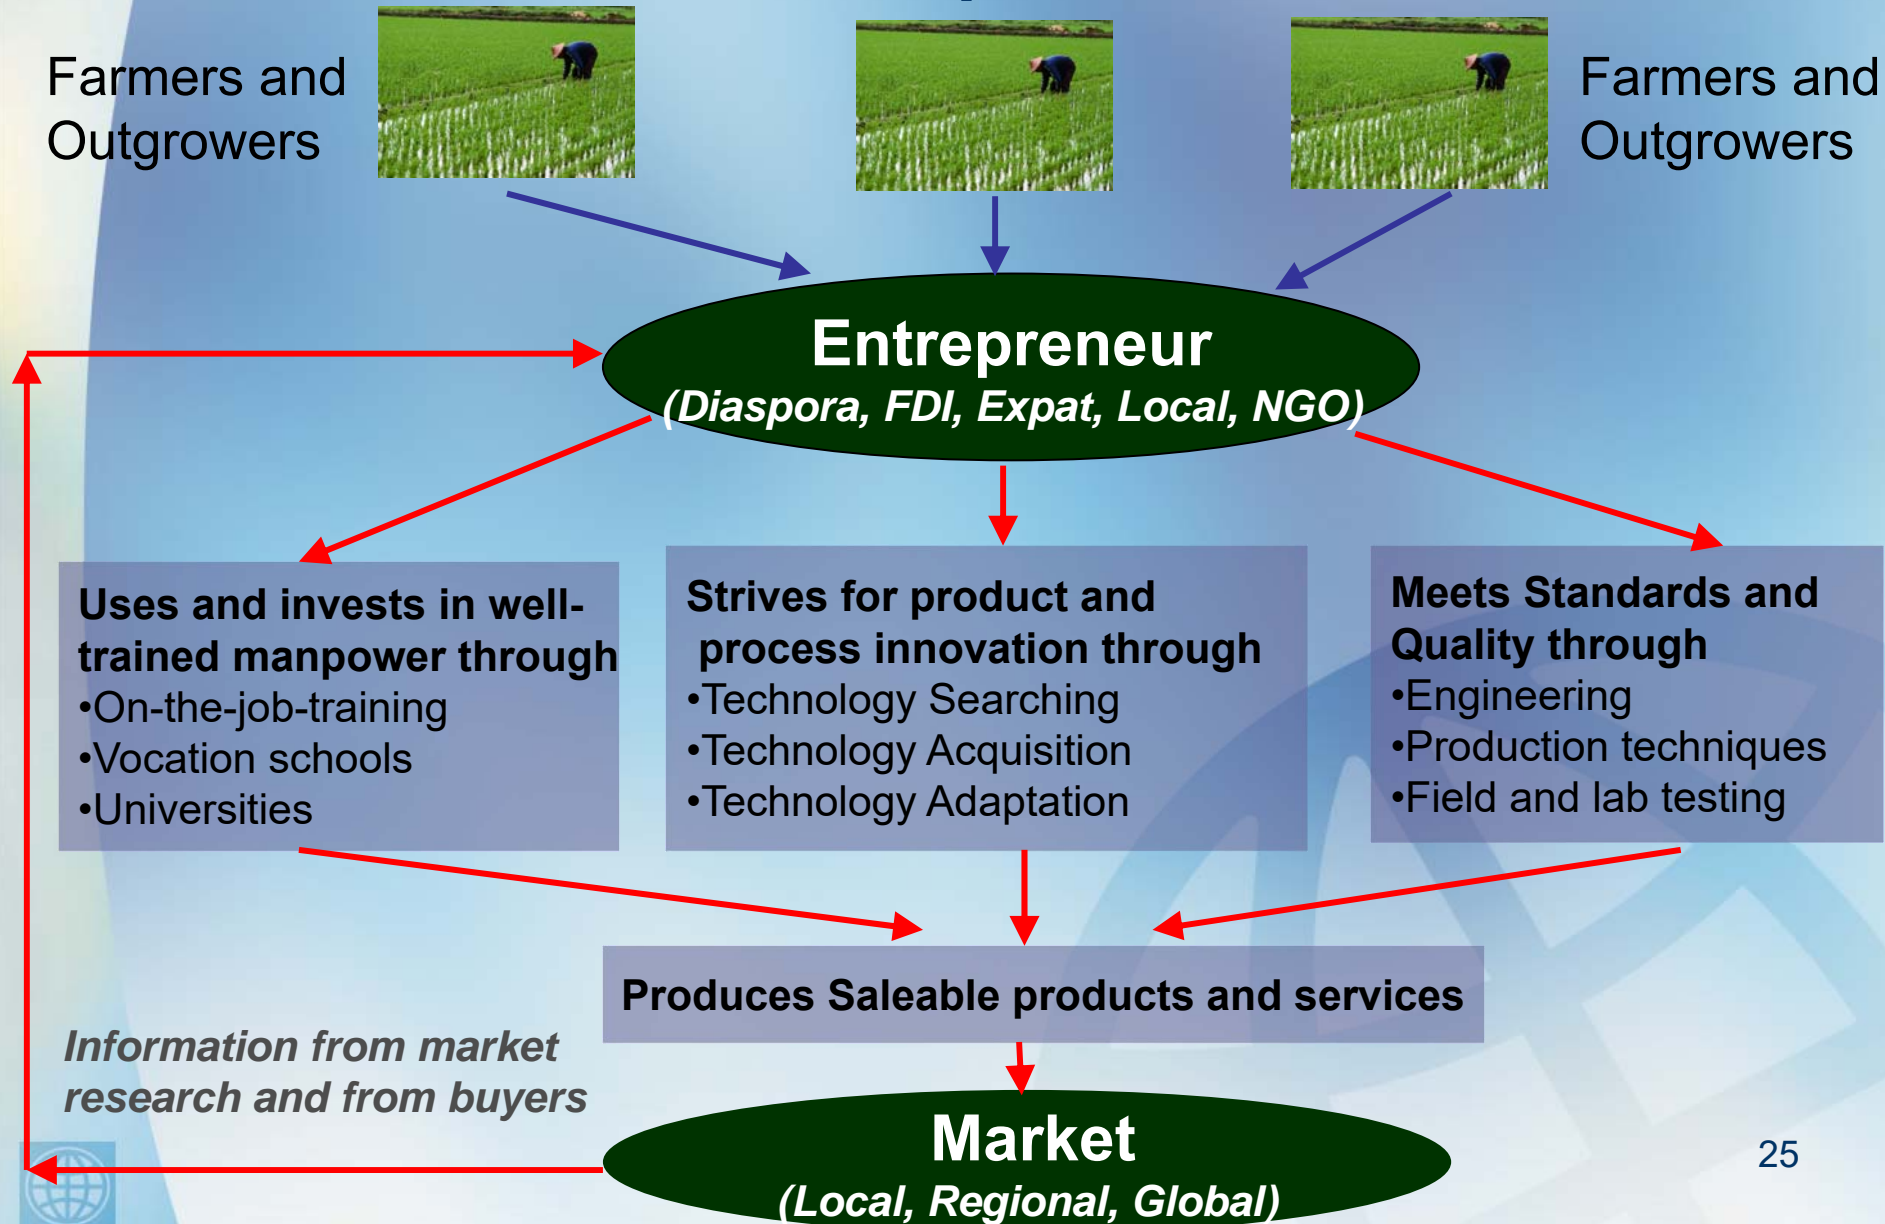 Farmers and
Outgrowers
Farmers and
Outgrowers
Entrepreneur
(Diaspora, FDI, Expat, Local, NGO)
Uses and invests in well-
trained manpower through
•On-the-job-training
•Vocation schools
•Universities
Strives for product and
process innovation through
•Technology Searching
•Technology Acquisition
•Technology Adaptation
Meets Standards and
Quality through
•Engineering
•Production techniques
•Field and lab testing
Produces Saleable products and services
Information from market
research and from buyers
Market
(Local, Regional, Global)
25